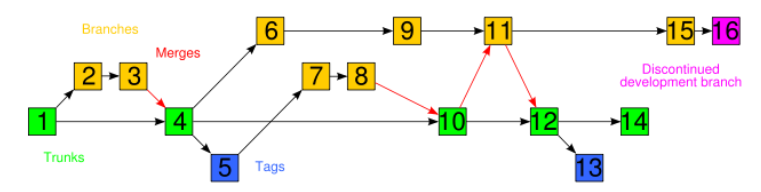 6
9
11
15
16
Branches
Merges
2
3
7
8
Discontinued
development branch
1
4
10
12
14
Trunks
5
Tags
13